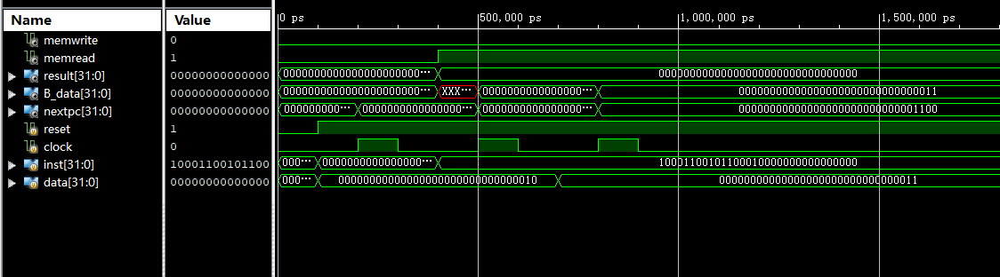 Name Value 0 ps 500,000 ps 1,000,000 ps 1,500,000 ps
memwrite 0
memread 1
result[31:0] 00000000000000 0000000000000000000000··· 00000000000000000000000000000000
B_data[31:0] 00000000000000 0000000000000000000000··· XXX··· 0000000000000000··· 00000000000000000000000000000011
nextpc[31:0] 00000000000000 000000000··· 0000000000000000··· 0000000000000000··· 00000000000000000000000000001100
reset 1
clock 0
inst[31:0] 10001100101100 000··· 0000000000000000··· 10001100101100010000000000000000
data[31:0] 00000000000000 000··· 00000000000000000000000000000010 00000000000000000000000000000011